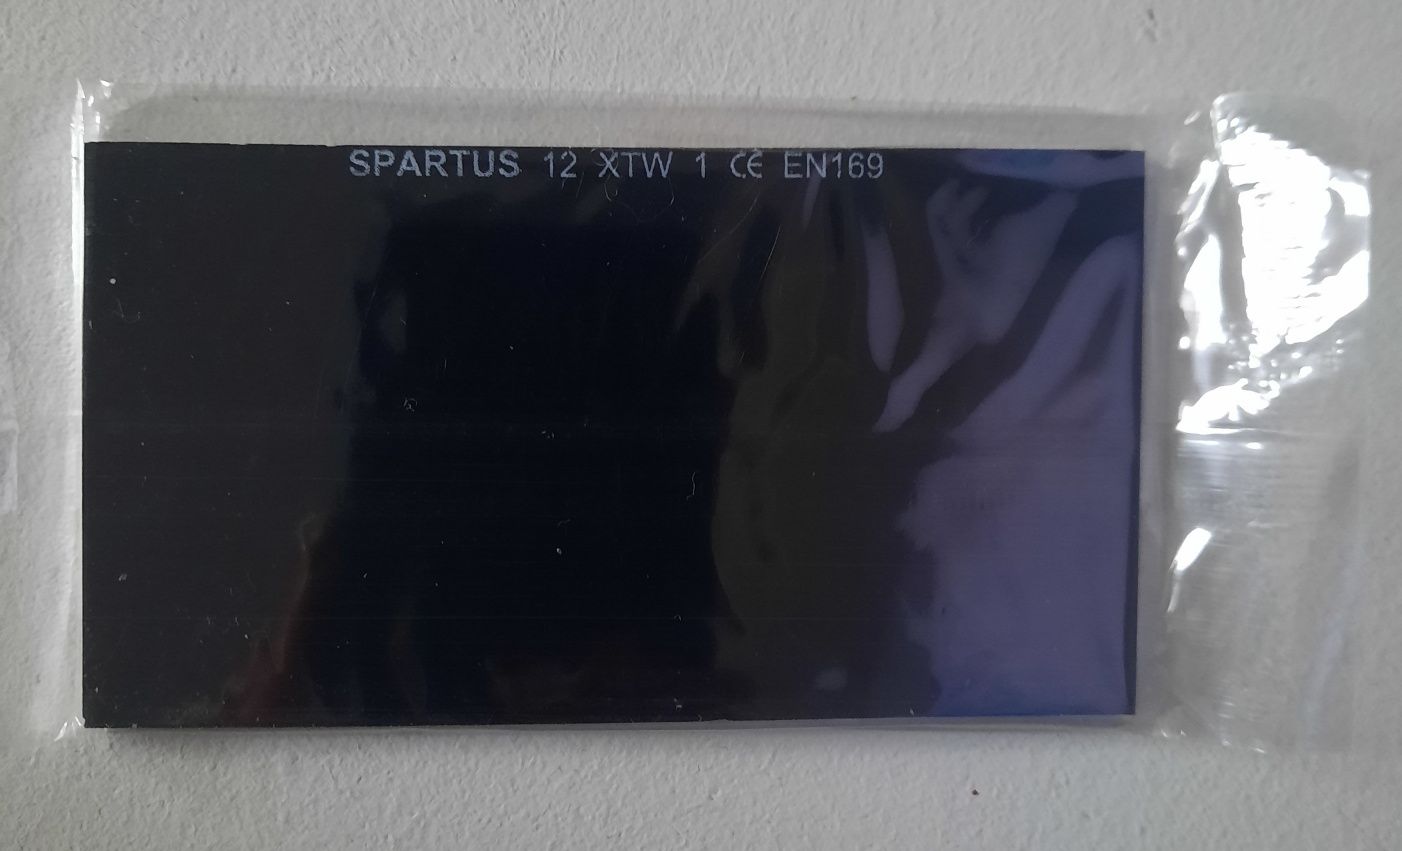 SPARTUS 12 XTW 1 CE EN169